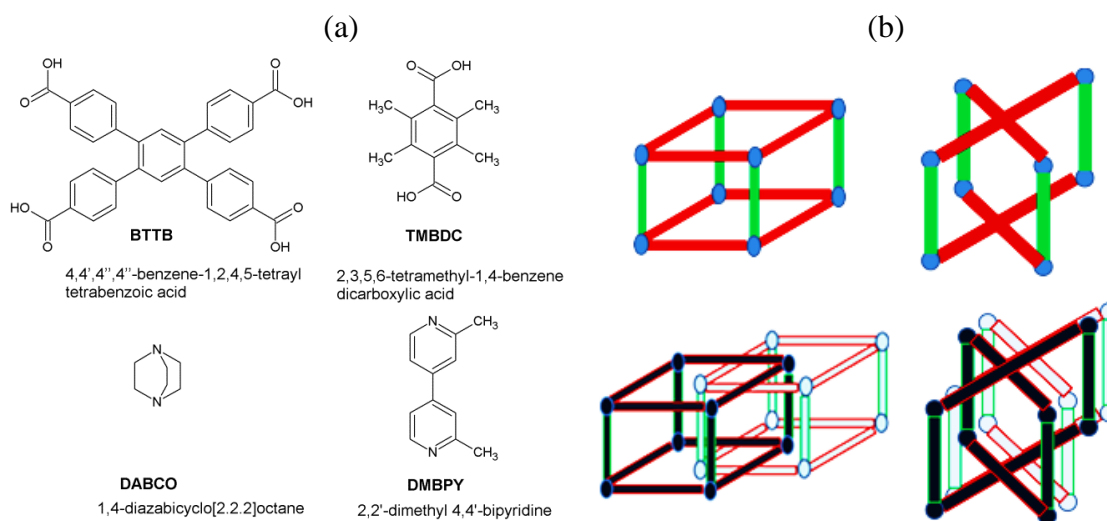 (a)
(b)
OH
O
O
OH
HO
O
O
OH
BTTB
4,4',4'',4''-benzene-1,2,4,5-tetrayl
tetrabenzoic acid
O
OH
H₃C
CH₃
H₃C
CH₃
HO
O
TMBDC
2,3,5,6-tetramethyl-1,4-benzene
dicarboxylic acid
N
N
DABCO
1,4-diazabicyclo[2.2.2]octane
N
CH₃
N
CH₃
DMBPY
2,2'-dimethyl 4,4'-bipyridine